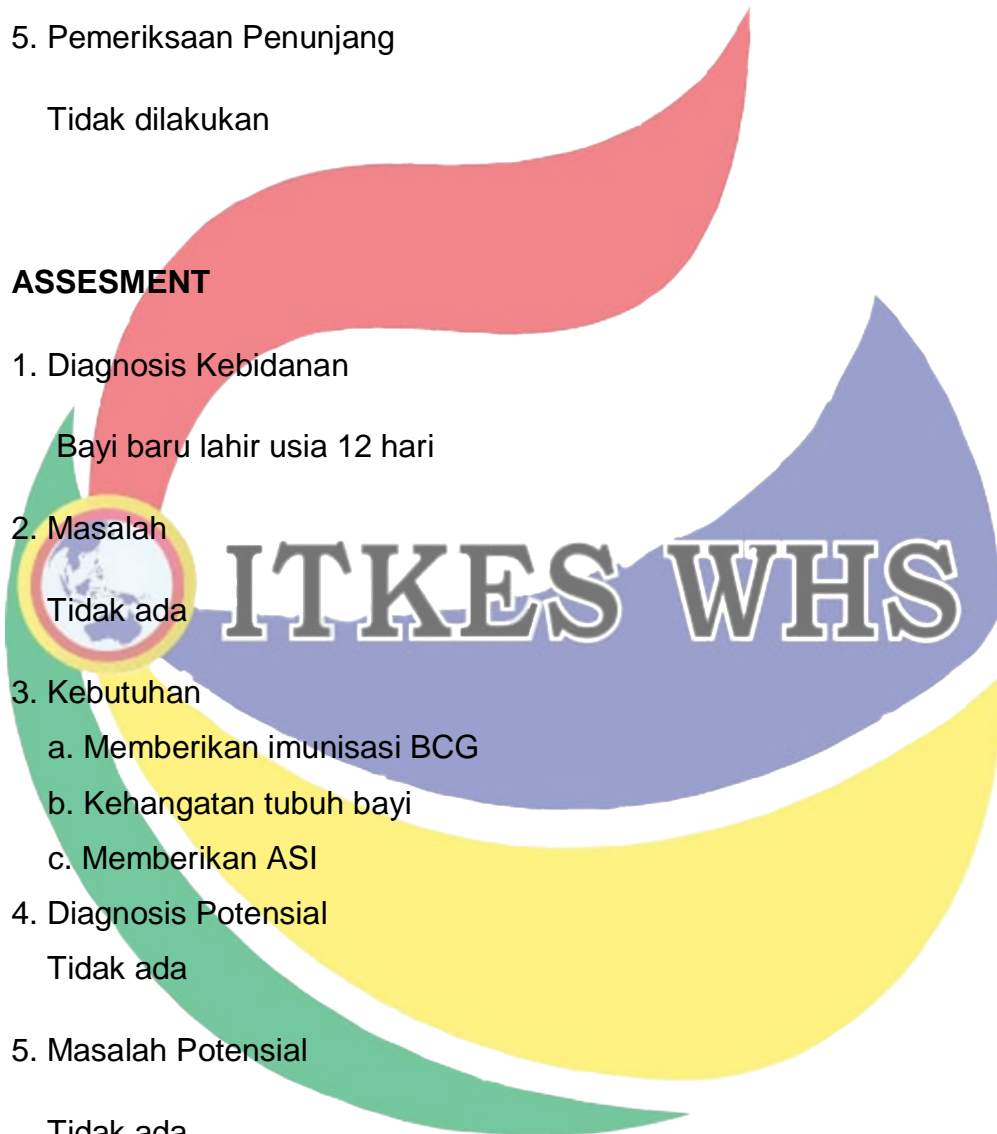 5. Pemeriksaan Penunjang
Tidak dilakukan
ASSESMENT
1. Diagnosis Kebidanan
Bayi baru lahir usia 12 hari
2. Masalah
ITKES WHS
Tidak ada
3. Kebutuhan
a. Memberikan imunisasi BCG
b. Kehangatan tubuh bayi
c. Memberikan ASI
4. Diagnosis Potensial
Tidak ada
5. Masalah Potensial
Tidak ada